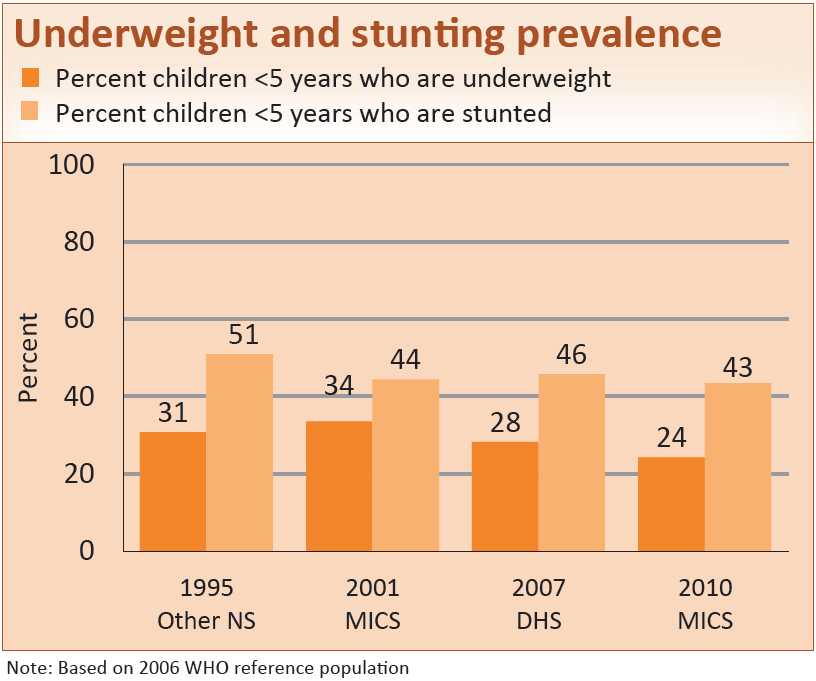 Underweight and stunting prevalence
Percent children <5 years who are underweight
Percent children <5 years who are stunted
Percent
100
80
60
40
20
0
31
51
34
44
28
46
24
43
1995
Other NS
2001
MICS
2007
DHS
2010
MICS
Note: Based on 2006 WHO reference population